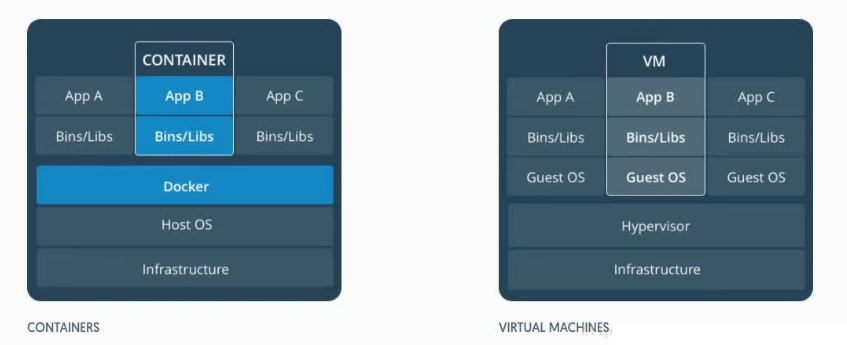 CONTAINER
App A
App B
App C
Bins/Libs
Bins/Libs
Bins/Libs
Docker
Host OS
Infrastructure
CONTAINERS
VM
App A
App B
App C
Bins/Libs
Bins/Libs
Bins/Libs
Guest OS
Guest OS
Guest OS
Hypervisor
Infrastructure
VIRTUAL MACHINES